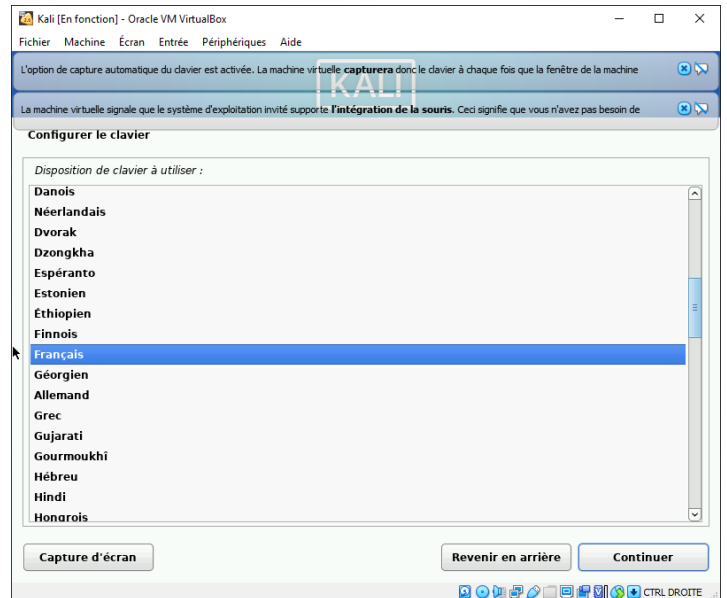 Kali [En fonction] - Oracle VM VirtualBox
Fichier Machine Écran Entrée Périphériques Aide
L'option de capture automatique du clavier est activée. La machine virtuelle capturera donc le clavier à chaque fois que la fenêtre de la machine
KALI
La machine virtuelle signale que le système d'exploitation invité supporte l'intégration de la souris. Ceci signifie que vous n'avez pas besoin de
Configurer le clavier
Disposition de clavier à utiliser :
Danois
Néerlandais
Dvorak
Dzongkha
Espéranto
Estonien
Éthiopien
Finnois
Français
Géorgien
Allemand
Grec
Gujarati
Gourmoukhî
Hébreu
Hindi
Hongrois
Capture d'écran
Revenir en arrière
Continuer
CTRL DROITE